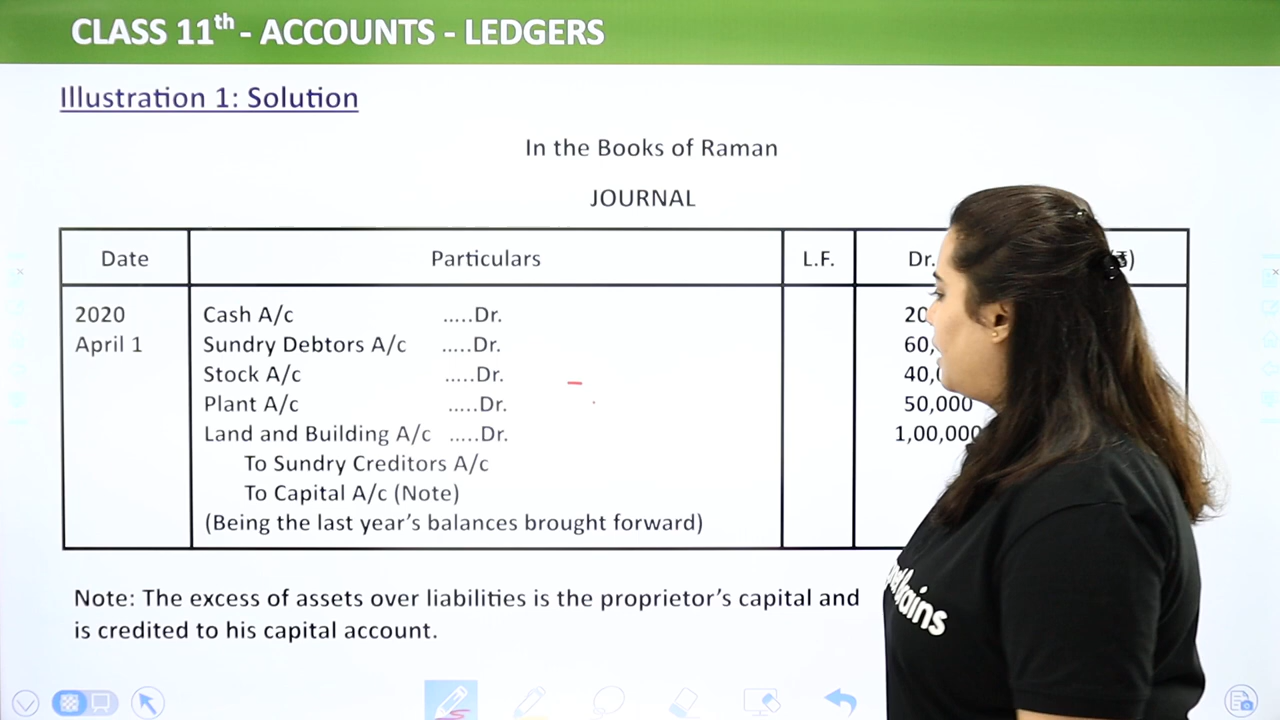 CLASS 11th - ACCOUNTS - LEDGERS
Illustration 1: Solution
In the Books of Raman
JOURNAL
Date Particulars L.F. Dr.
2020 Cash A/c .....Dr.
April 1 Sundry Debtors A/c .....Dr.
Stock A/c .....Dr.
Plant A/c .....Dr. 50,000
Land and Building A/c .....Dr. 1,00,000
To Sundry Creditors A/c
To Capital A/c (Note)
(Being the last year's balances brought forward)
Note: The excess of assets over liabilities is the proprietor's capital and
is credited to his capital account.